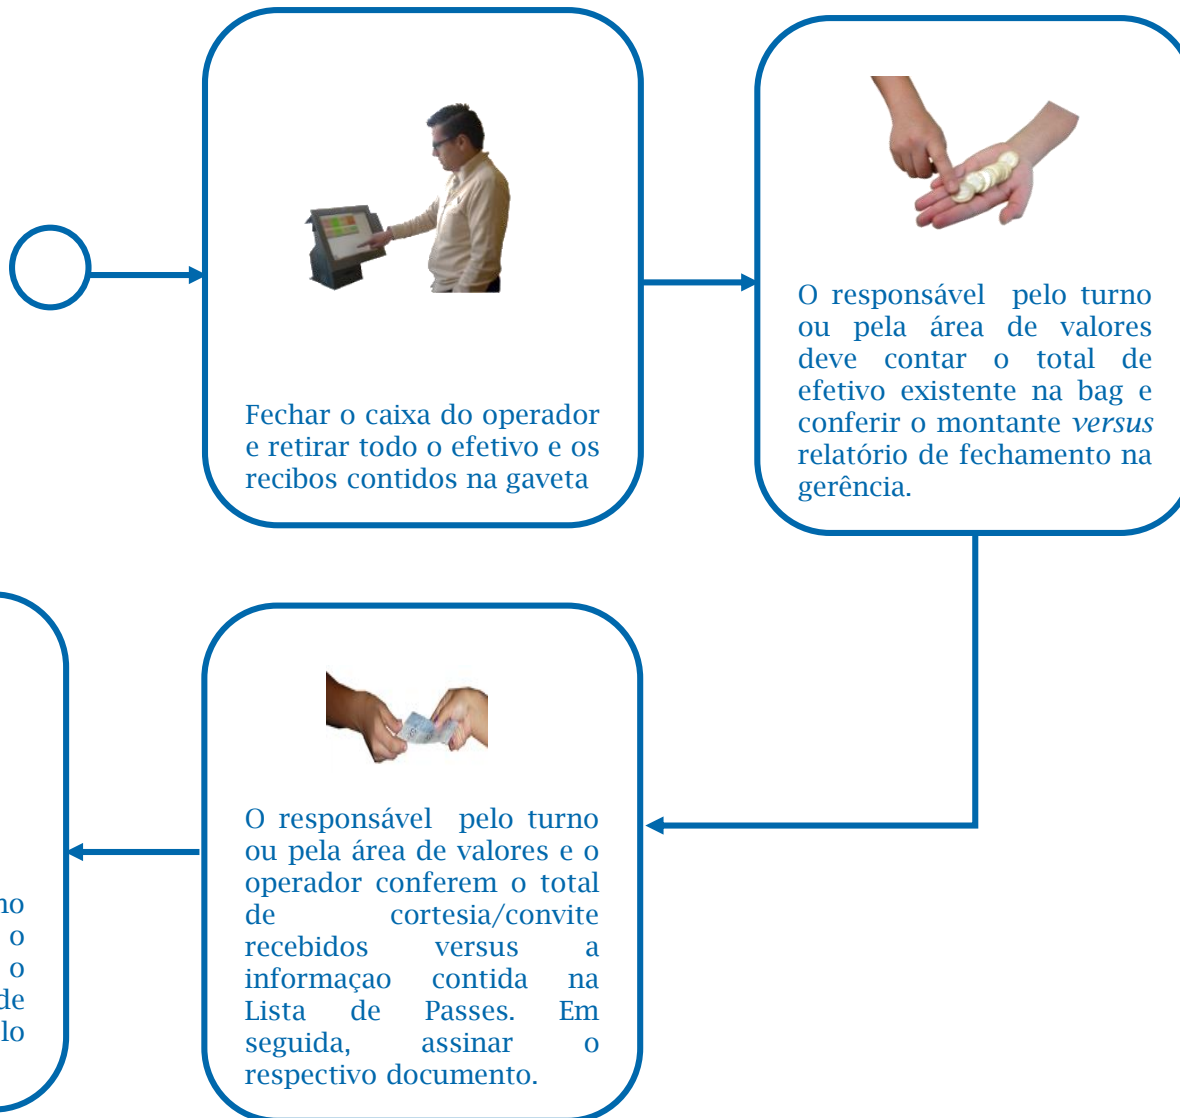 Fechar o caixa do operador
e retirar todo o efetivo e os
recibos contidos na gaveta
O responsável pelo turno
ou pela área de valores
deve contar o total de
efetivo existente na bag e
conferir o montante versus
relatório de fechamento na
gerência.
O responsável pelo turno
ou pela área de valores e o
operador conferem o total
de cortesia/convite
recebidos versus a
informaçao contida na
Lista de Passes. Em
seguida, assinar o
respectivo documento.
o
o
de